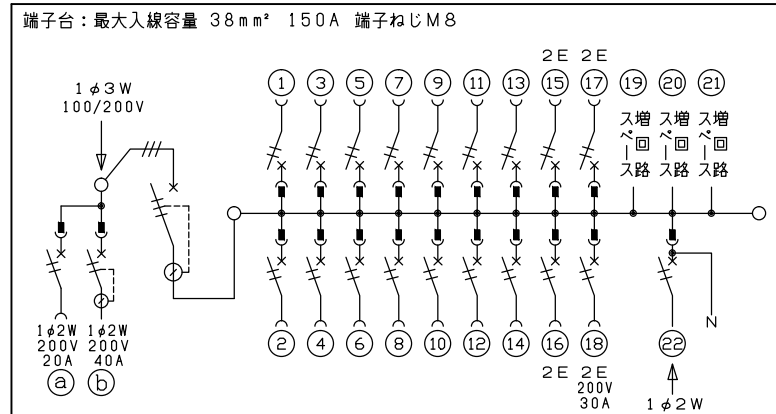 端子台：最大入線容量 38mm² 150A 端子ねじM8
1φ3W
100/200V
2E 2E
① ③ ⑤ ⑦ ⑨ ⑪ ⑬ ⑮ ⑰ ⑲ ⑳ ㉑
増回路スペース
増回路スペース
増回路スペース
1φ2W
200V
20A
ⓐ
1φ2W
200V
40A
ⓑ
② ④ ⑥ ⑧ ⑩ ⑫ ⑭ ⑯ ⑱ ㉒
N
2E 2E
200V
30A
1φ2W